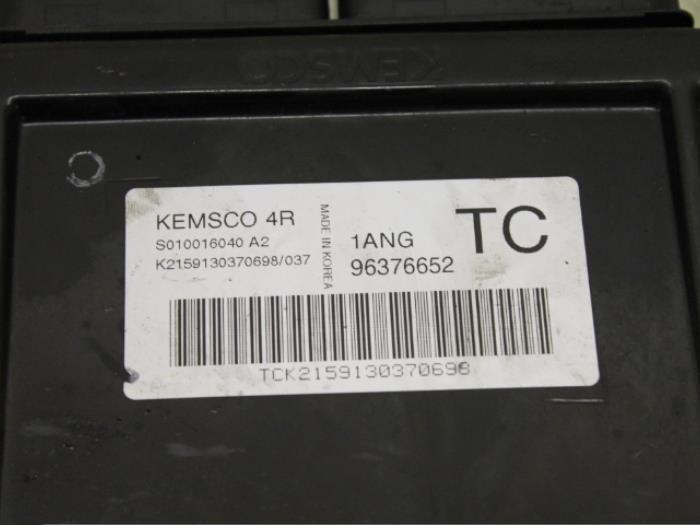 KEMSCO
KEMSCO 4R
S010016040 A2
K2159130370698/037
MADE IN KOREA
1ANG
96376652
TC
TCK2159130370698